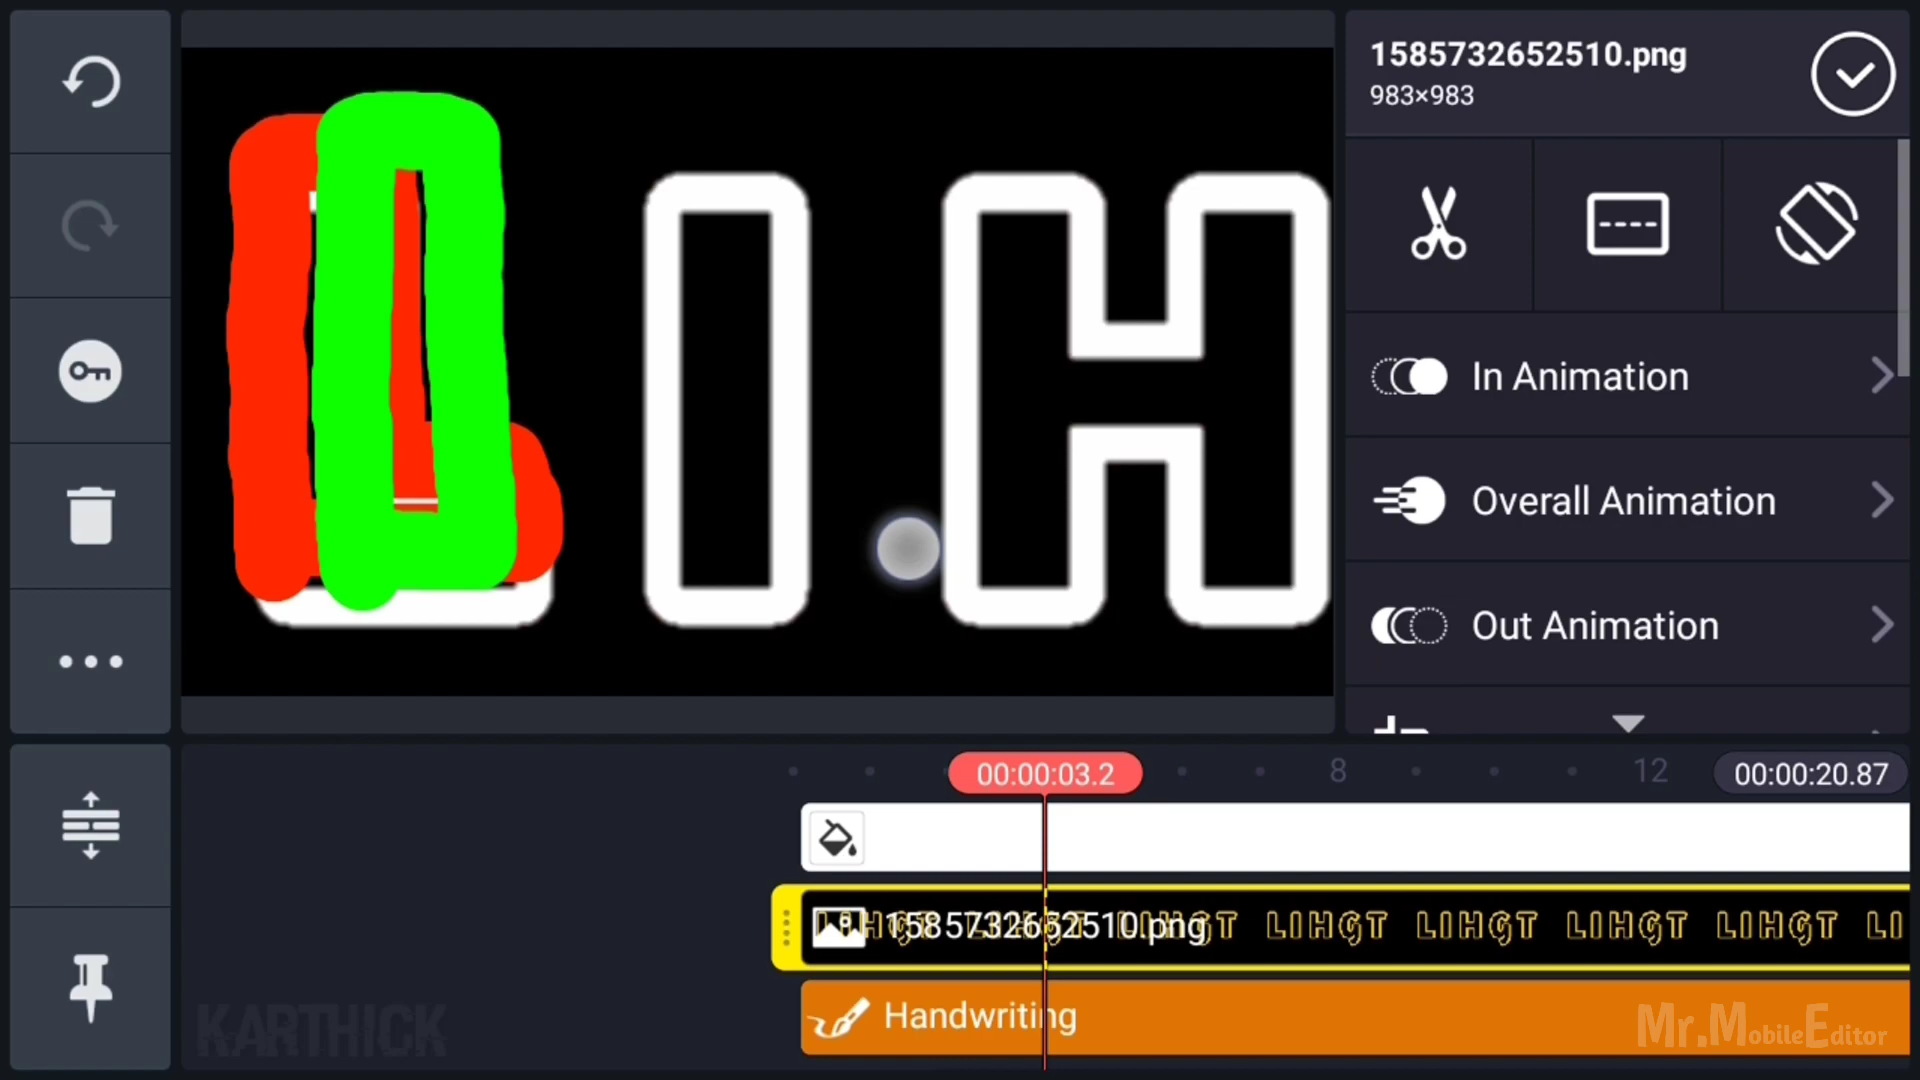 1585732652510.png
983×983
LIH
In Animation
Overall Animation
Out Animation
00:00:03.2
8
12
00:00:20.87
1585732652510.png
LIHGT LIHGT LIHGT LIHGT LI
Handwriting
KARTHICK
Mr.MobileEditor